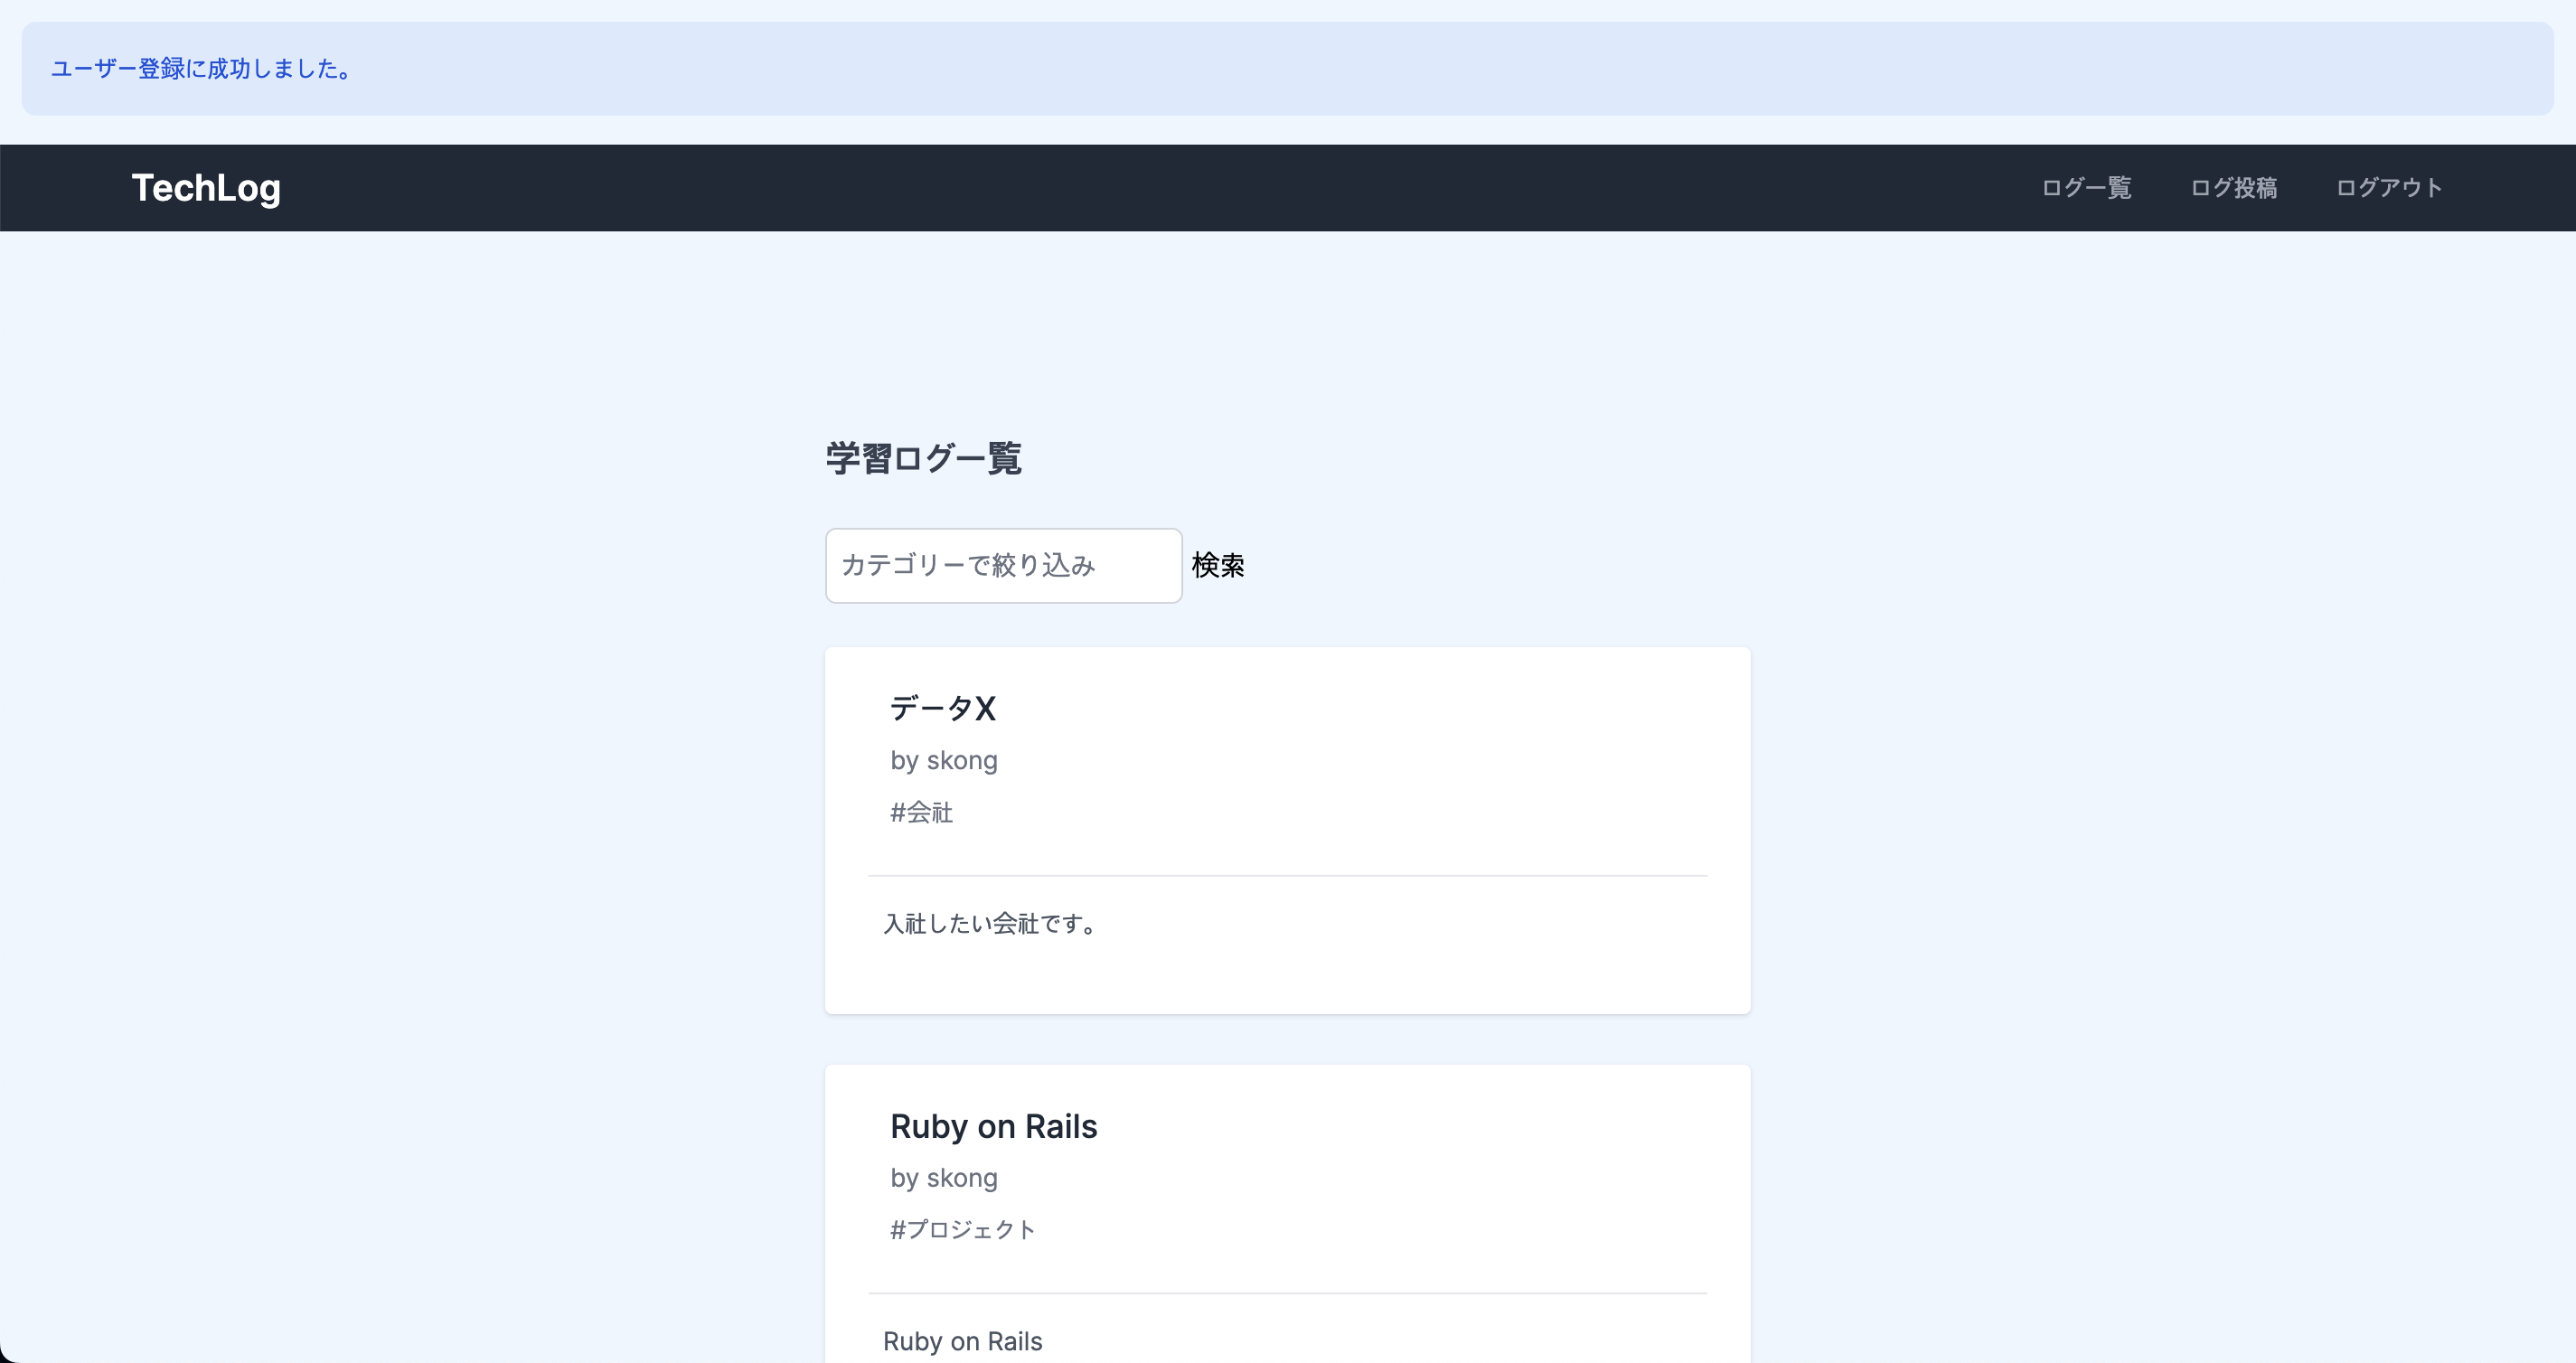 ユーザー登録に成功しました。
TechLog ログ一覧 ログ投稿 ログアウト
学習ログ一覧
カテゴリーで絞り込み 検索
データX
by skong
#会社
入社したい会社です。
Ruby on Rails
by skong
#プロジェクト
Ruby on Rails